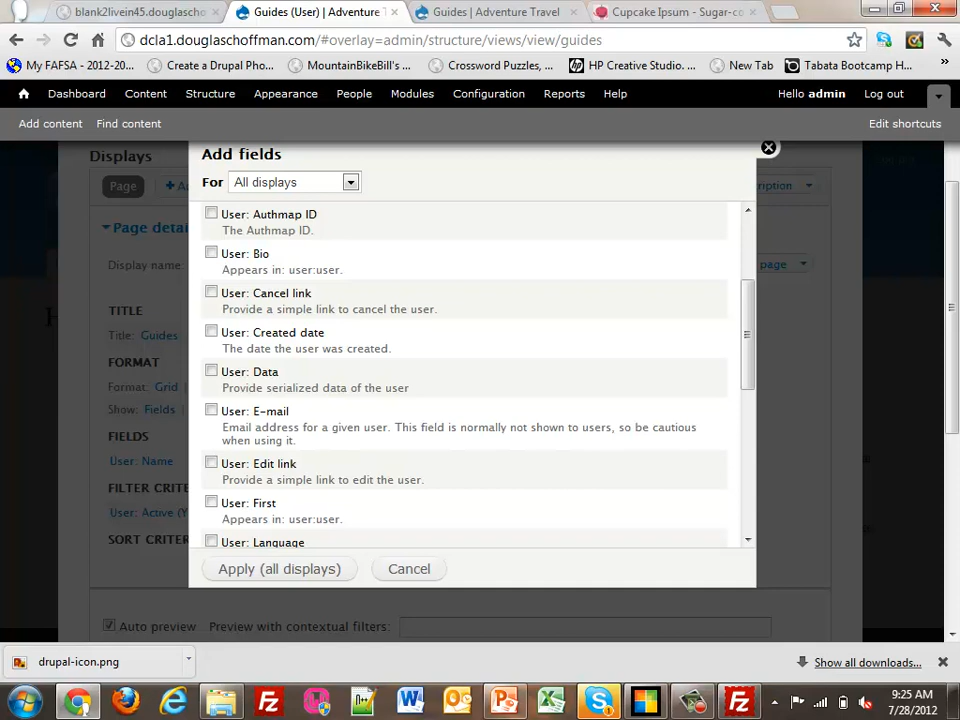 blank2livein45.douglascho
Guides (User) | Adventure T
Guides | Adventure Travel
Cupcake Ipsum - Sugar-co
dcla1.douglaschoffman.com/#overlay=admin/structure/views/view/guides
My FAFSA - 2012-20...
Create a Drupal Pho...
MountainBikeBill's ...
Crossword Puzzles, ...
HP Creative Studio. ...
New Tab
Tabata Bootcamp H...
Dashboard
Content
Structure
Appearance
People
Modules
Configuration
Reports
Help
Hello admin
Log out
Add content
Find content
Edit shortcuts
Displays
Add fields
Page
For
All displays
Page deta
Display name:
page
User: Authmap ID
The Authmap ID.
User: Bio
Appears in: user:user.
User: Cancel link
Provide a simple link to cancel the user.
TITLE
Title: Guides
User: Created date
The date the user was created.
FORMAT
Format: Grid
User: Data
Provide serialized data of the user
Show: Fields
User: E-mail
Email address for a given user. This field is normally not shown to users, so be cautious
when using it.
FIELDS
User: Name
User: Edit link
Provide a simple link to edit the user.
FILTER CRITE
User: Active (Y
User: First
Appears in: user:user.
SORT CRITER
User: Language
Apply (all displays)
Cancel
Auto preview
Preview with contextual filters:
drupal-icon.png
Show all downloads...
9:25 AM
7/28/2012